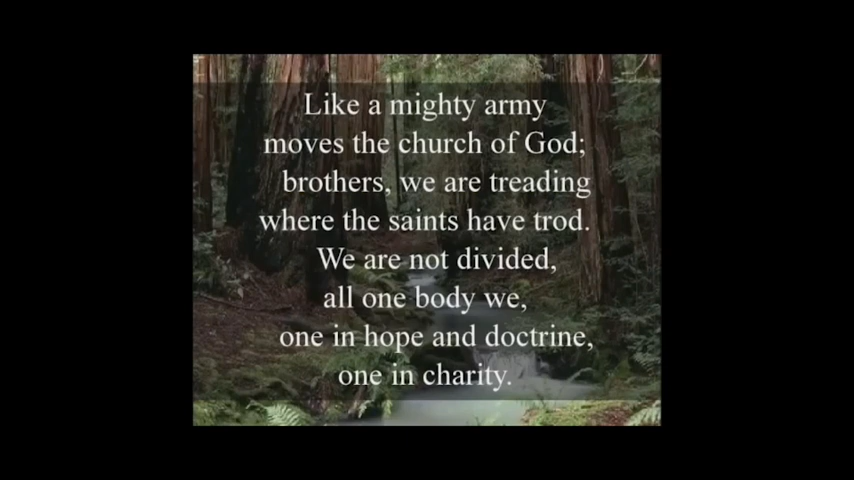 Like a mighty army
moves the church of God;
brothers, we are treading
where the saints have trod.
We are not divided,
all one body we,
one in hope and doctrine,
one in charity.